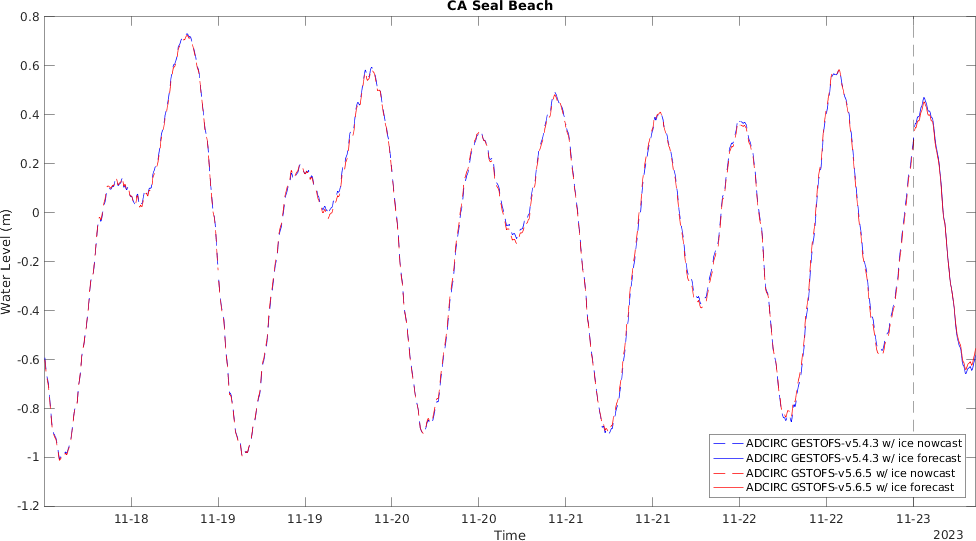 CA Seal Beach
0.8
0.6
0.4
0.2
0
-0.2
-0.4
-0.6
-0.8
-1
-1.2
Water Level (m)
ADCIRC GESTOFS-v5.4.3 w/ ice nowcast
ADCIRC GESTOFS-v5.4.3 w/ ice forecast
ADCIRC GSTOFS-v5.6.5 w/ ice nowcast
ADCIRC GSTOFS-v5.6.5 w/ ice forecast
11-18 11-19 11-19 11-20 11-20 11-21 11-21 11-22 11-22 11-23
Time
2023